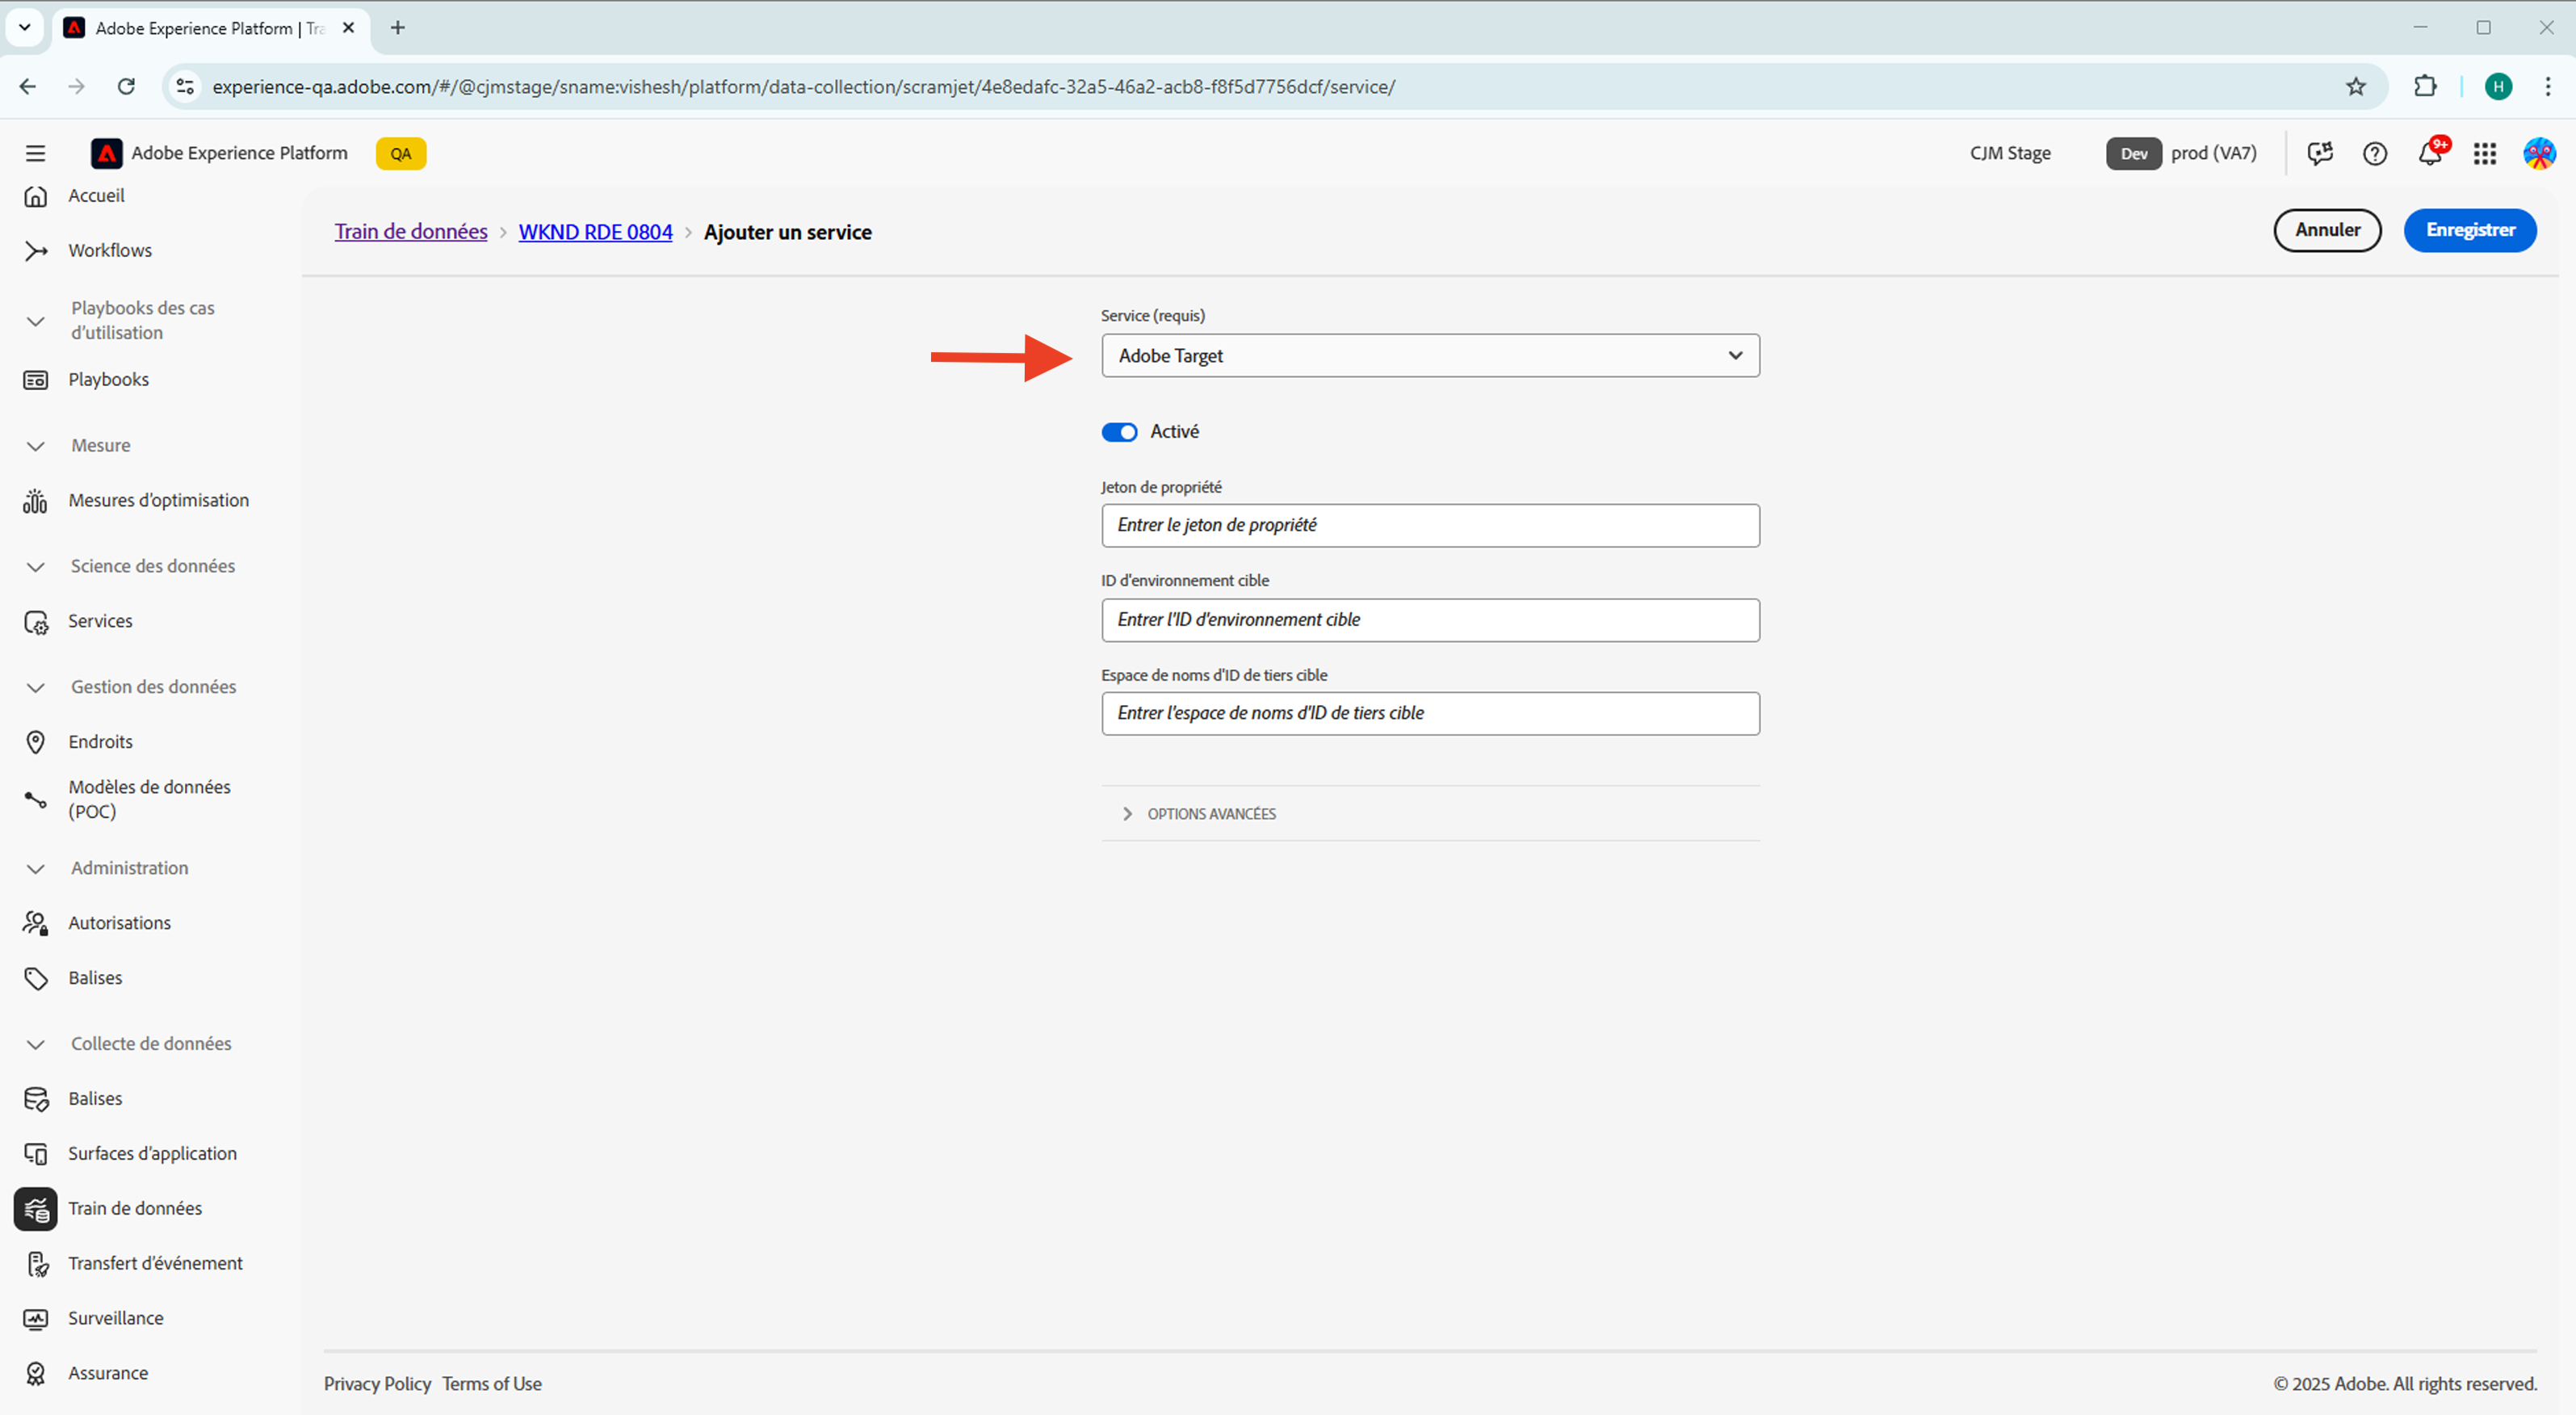 Adobe Experience Platform | Tra
experience-qa.adobe.com/#/@cjmstage/sname:vishesh/platform/data-collection/scramjet/4e8edafc-32a5-46a2-acb8-f8f5d7756dcf/service/
H
Adobe Experience Platform
QA
CJM Stage
Dev
prod (VA7)
9+
Accueil
Workflows
Playbooks des cas
d'utilisation
Playbooks
Mesure
Mesures d'optimisation
Science des données
Services
Gestion des données
Endroits
Modèles de données
(POC)
Administration
Autorisations
Balises
Collecte de données
Balises
Surfaces d'application
Train de données
Transfert d'événement
Surveillance
Assurance
Train de données > WKND RDE 0804 > Ajouter un service
Annuler
Enregistrer
Service (requis)
Adobe Target
Activé
Jeton de propriété
Entrer le jeton de propriété
ID d'environnement cible
Entrer l'ID d'environnement cible
Espace de noms d'ID de tiers cible
Entrer l'espace de noms d'ID de tiers cible
OPTIONS AVANCÉES
Privacy Policy Terms of Use
© 2025 Adobe. All rights reserved.